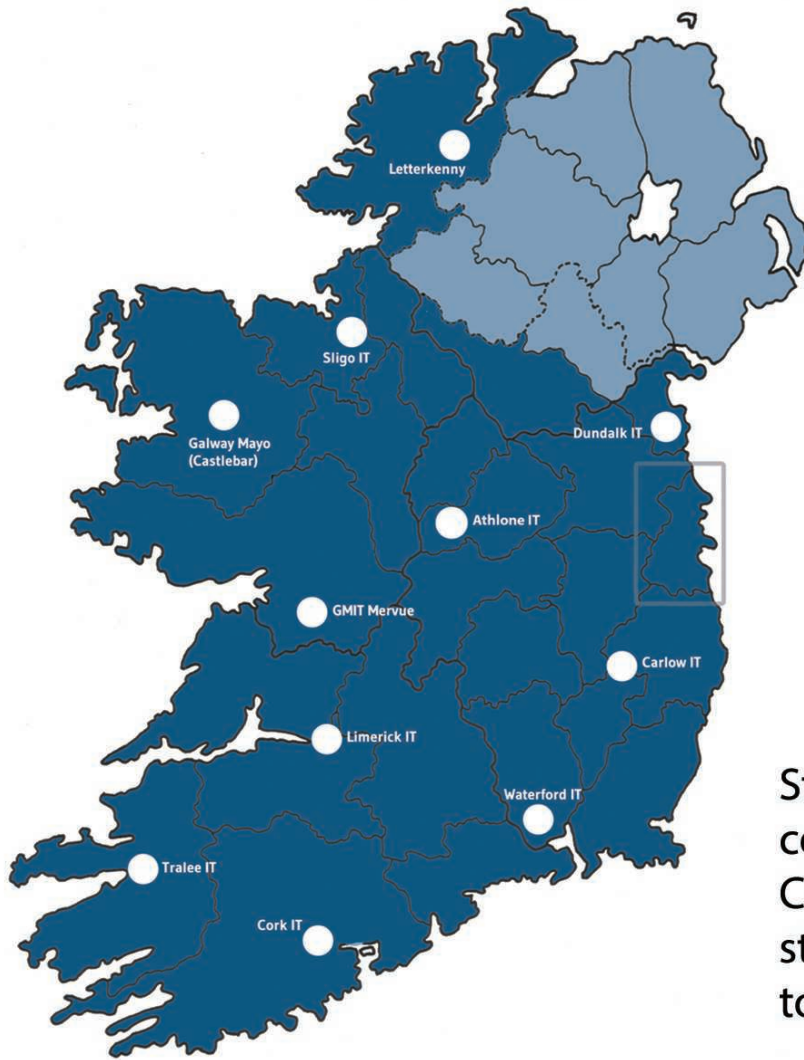 Letterkenny
Sligo IT
Galway Mayo
(Castlebar)
Dundalk IT
Athlone IT
GMIT Mervue
Carlow IT
Limerick IT
Waterford IT
Tralee IT
Cork IT